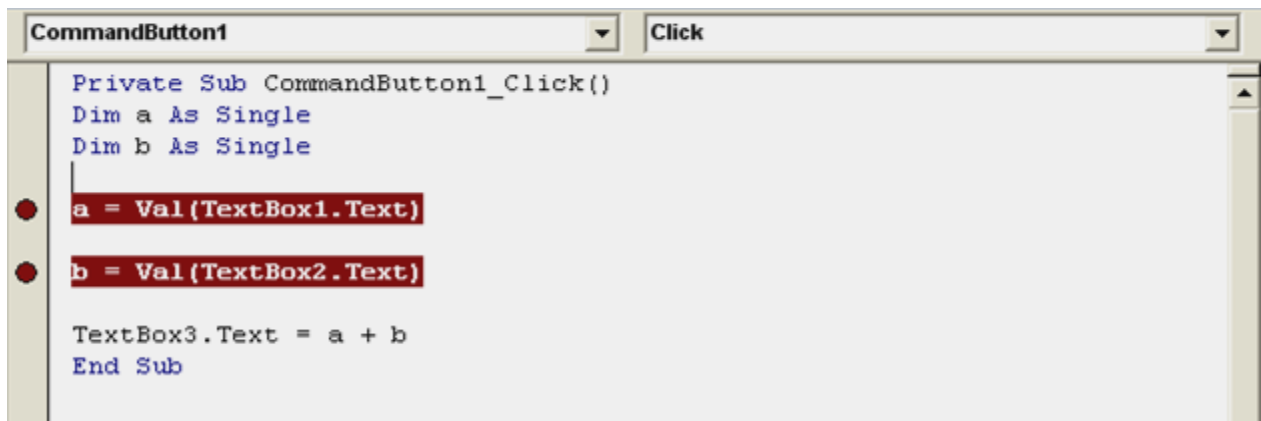 CommandButton1 Click
Private Sub CommandButton1_Click()
Dim a As Single
Dim b As Single
a = Val(TextBox1.Text)
b = Val(TextBox2.Text)
TextBox3.Text = a + b
End Sub